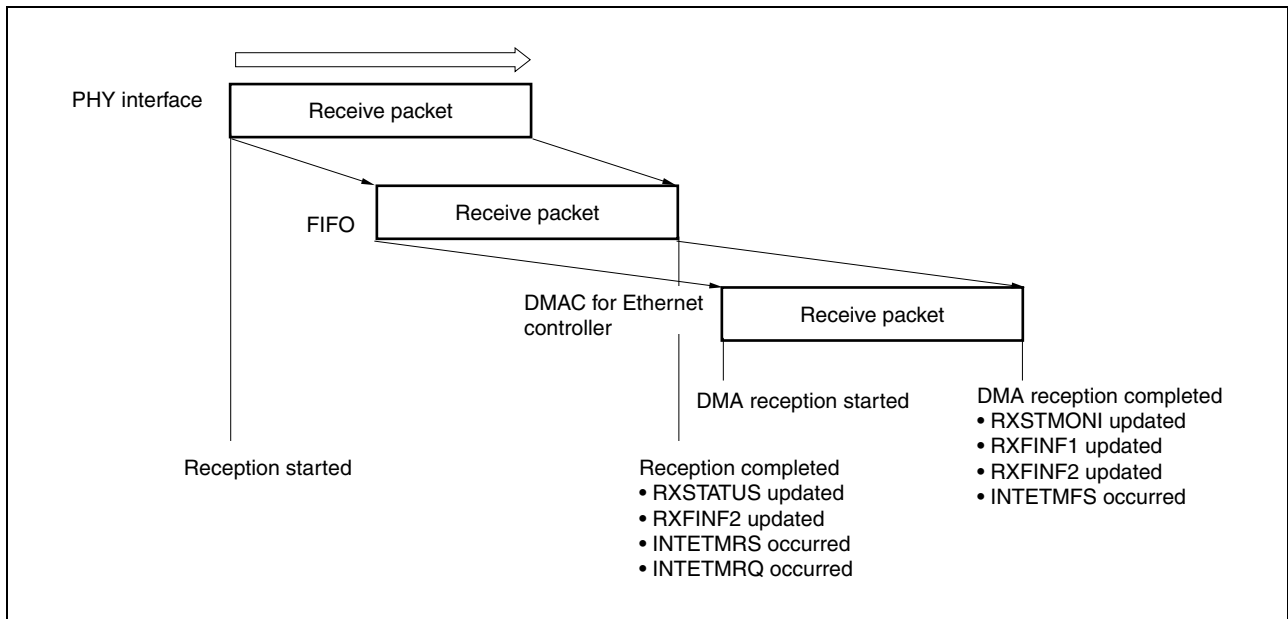 PHY interface
Receive packet
FIFO
Receive packet
DMAC for Ethernet
controller
Receive packet
Reception started
Reception completed
• RXSTATUS updated
• RXFINF2 updated
• INTETMRS occurred
• INTETMRQ occurred
DMA reception started
DMA reception completed
• RXSTMONI updated
• RXFINF1 updated
• RXFINF2 updated
• INTETMFS occurred